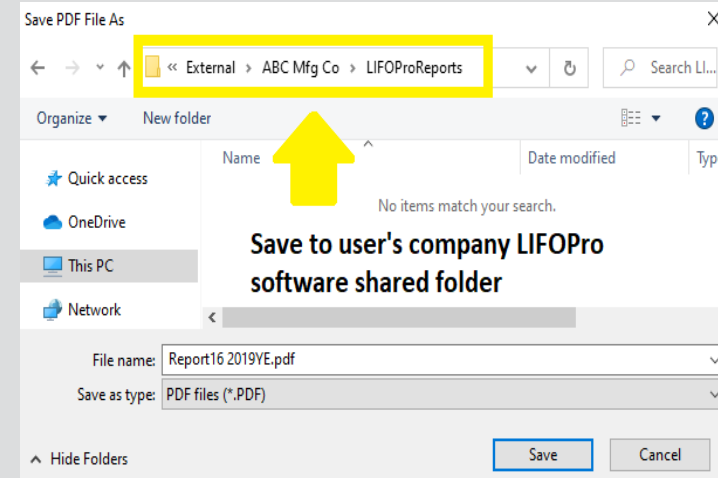 Save PDF File As
« External > ABC Mfg Co > LIFOProReports
Search LI...
Organize
New folder
?
Name
Date modified
Typ
Quick access
OneDrive
This PC
Network
No items match your search.
Save to user's company LIFOPro
software shared folder
File name: Report16 2019YE.pdf
Save as type: PDF files (*.PDF)
Hide Folders
Save
Cancel